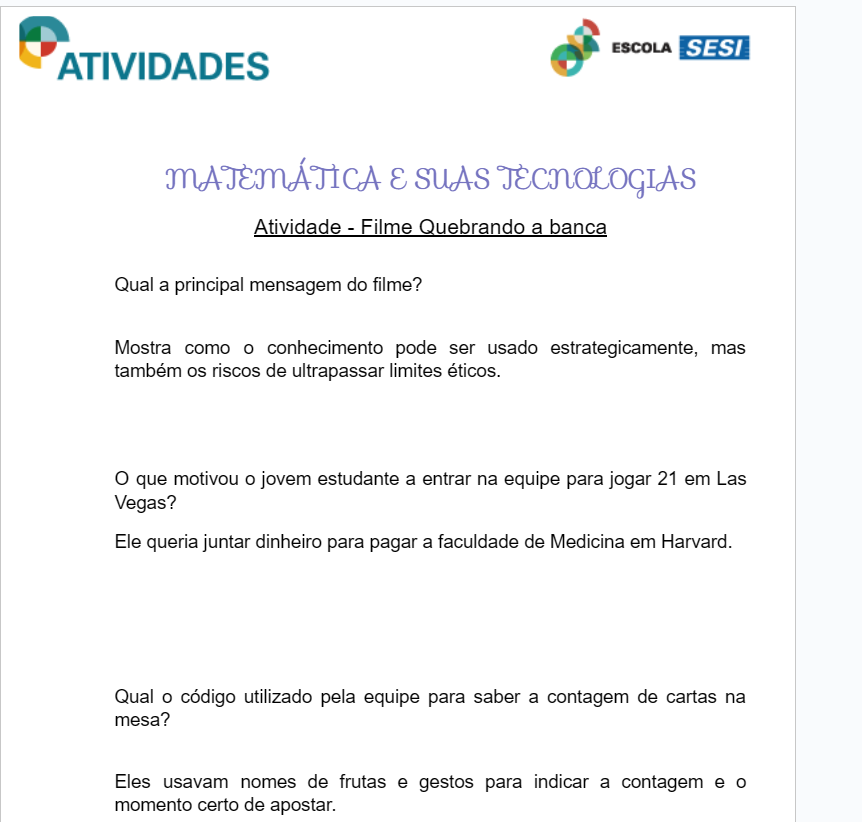 ATIVIDADES
ESCOLA SESI
MATEMÁTICA E SUAS TECNOLOGIAS
Atividade - Filme Quebrando a banca
Qual a principal mensagem do filme?
Mostra como o conhecimento pode ser usado estrategicamente, mas
também os riscos de ultrapassar limites éticos.
O que motivou o jovem estudante a entrar na equipe para jogar 21 em Las
Vegas?
Ele queria juntar dinheiro para pagar a faculdade de Medicina em Harvard.
Qual o código utilizado pela equipe para saber a contagem de cartas na
mesa?
Eles usavam nomes de frutas e gestos para indicar a contagem e o
momento certo de apostar.